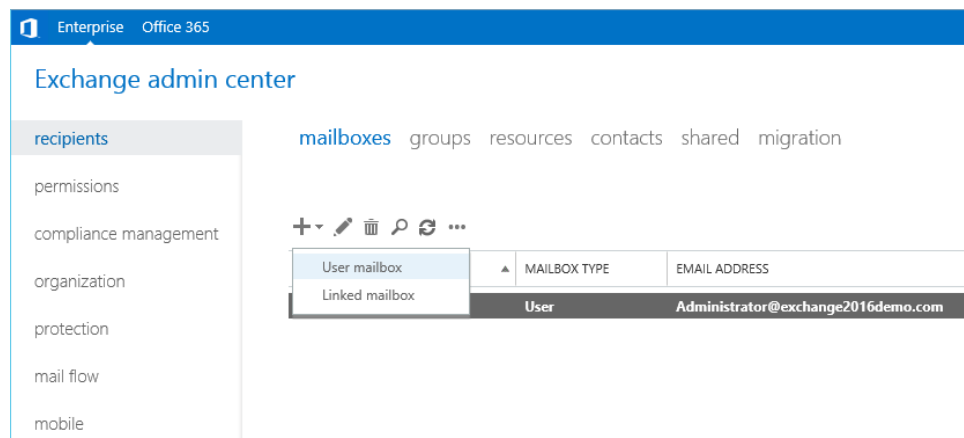 Enterprise Office 365
Exchange admin center
recipients
permissions
compliance management
organization
protection
mail flow
mobile
mailboxes groups resources contacts shared migration
User mailbox
Linked mailbox
MAILBOX TYPE EMAIL ADDRESS
User Administrator@exchange2016demo.com